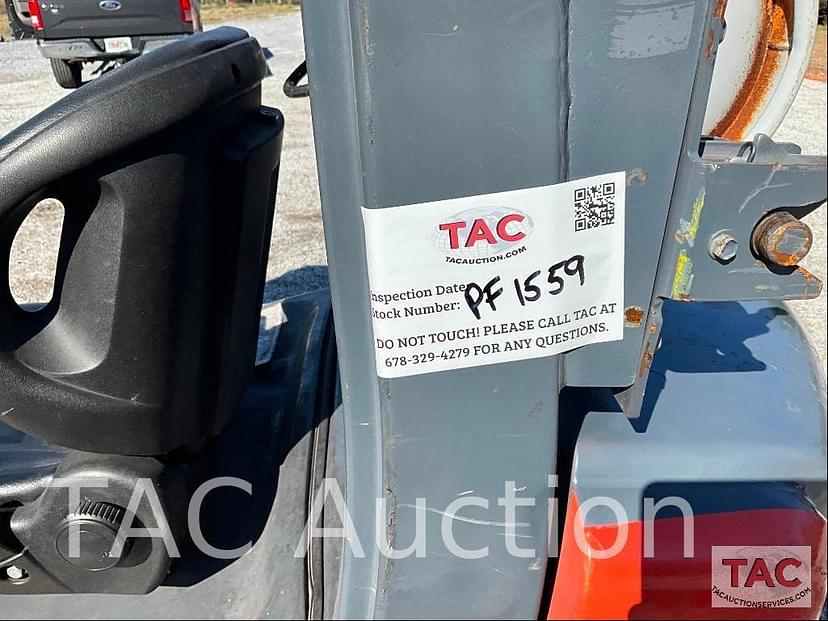 TAC
TACAUCTION.COM
nspection Date:
Stock Number: PF 1559
DO NOT TOUCH! PLEASE CALL TAC AT
678-329-4279 FOR ANY QUESTIONS.
TAC Auction
TAC
TACAUCTIONSERVICES.COM